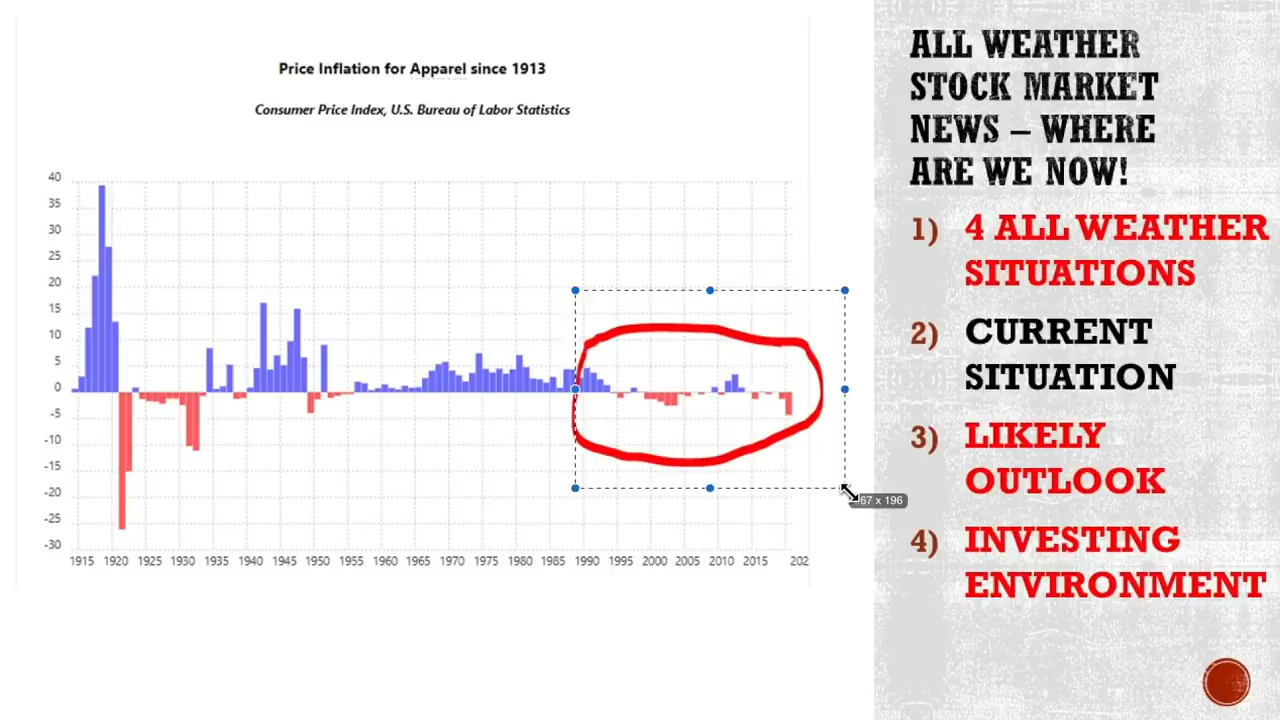 Price Inflation for Apparel since 1913
Consumer Price Index, U.S. Bureau of Labor Statistics
40
35
30
25
20
15
10
5
0
-5
-10
-15
-20
-25
-30
1915 1920 1925 1930 1935 1940 1945 1950 1955 1960 1965 1970 1975 1980 1985 1990 1995 2000 2005 2010 2015 202
67 x 196
ALL WEATHER
STOCK MARKET
NEWS – WHERE
ARE WE NOW!
1) 4 ALL WEATHER
SITUATIONS
2) CURRENT
SITUATION
3) LIKELY
OUTLOOK
4) INVESTING
ENVIRONMENT